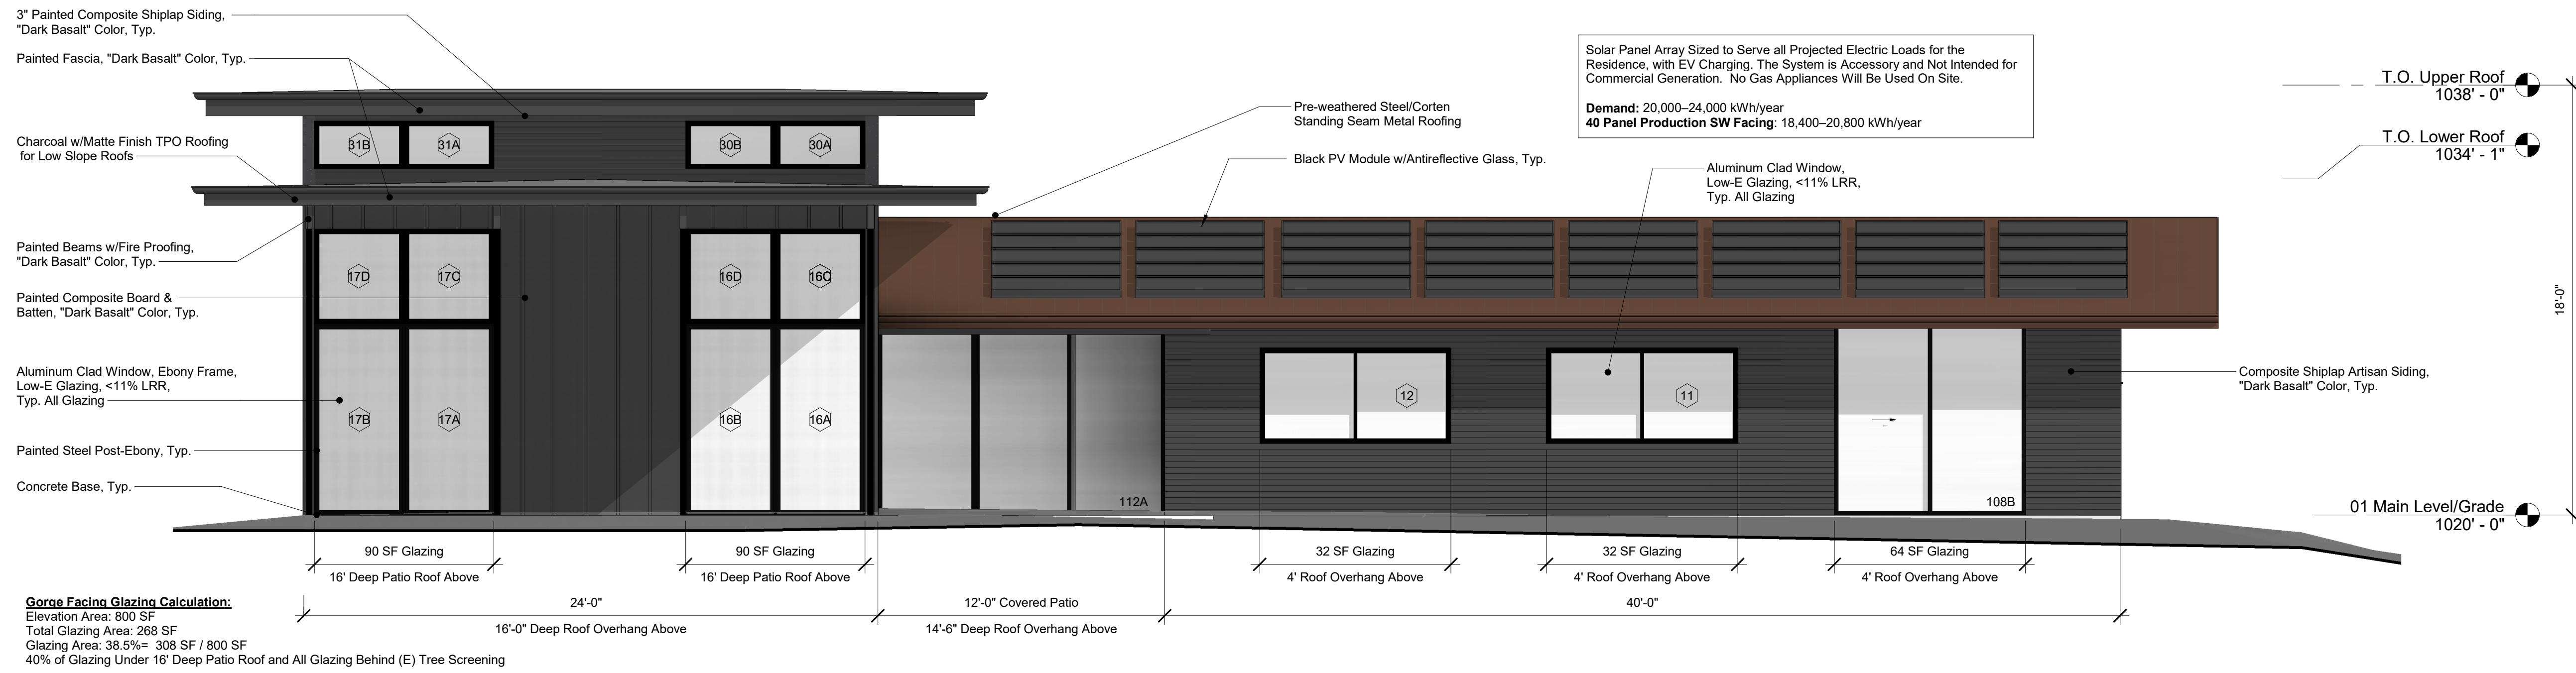 3" Painted Composite Shiplap Siding,
"Dark Basalt" Color, Typ.
Painted Fascia, "Dark Basalt" Color, Typ.
Charcoal w/Matte Finish TPO Roofing
for Low Slope Roofs
Painted Beams w/Fire Proofing,
"Dark Basalt" Color, Typ.
Painted Composite Board &
Batten, "Dark Basalt" Color, Typ.
Aluminum Clad Window, Ebony Frame,
Low-E Glazing, <11% LRR,
Typ. All Glazing
Painted Steel Post-Ebony, Typ.
Concrete Base, Typ.
31B
31A
30B
30A
17D
17C
16D
16C
17B
17A
16B
16A
Pre-weathered Steel/Corten
Standing Seam Metal Roofing
Black PV Module w/Antireflective Glass, Typ.
Solar Panel Array Sized to Serve all Projected Electric Loads for the
Residence, with EV Charging. The System is Accessory and Not Intended for
Commercial Generation. No Gas Appliances Will Be Used On Site.
Demand: 20,000–24,000 kWh/year
40 Panel Production SW Facing: 18,400–20,800 kWh/year
Aluminum Clad Window,
Low-E Glazing, <11% LRR,
Typ. All Glazing
T.O. Upper Roof
1038' - 0"
T.O. Lower Roof
1034' - 1"
18'-0"
Composite Shiplap Artisan Siding,
"Dark Basalt" Color, Typ.
12
11
112A
108B
01 Main Level/Grade
1020' - 0"
90 SF Glazing
16' Deep Patio Roof Above
90 SF Glazing
16' Deep Patio Roof Above
32 SF Glazing
4' Roof Overhang Above
32 SF Glazing
4' Roof Overhang Above
64 SF Glazing
4' Roof Overhang Above
24'-0"
16'-0" Deep Roof Overhang Above
12'-0" Covered Patio
14'-6" Deep Roof Overhang Above
40'-0"
Gorge Facing Glazing Calculation:
Elevation Area: 800 SF
Total Glazing Area: 268 SF
Glazing Area: 38.5%= 308 SF / 800 SF
40% of Glazing Under 16' Deep Patio Roof and All Glazing Behind (E) Tree Screening